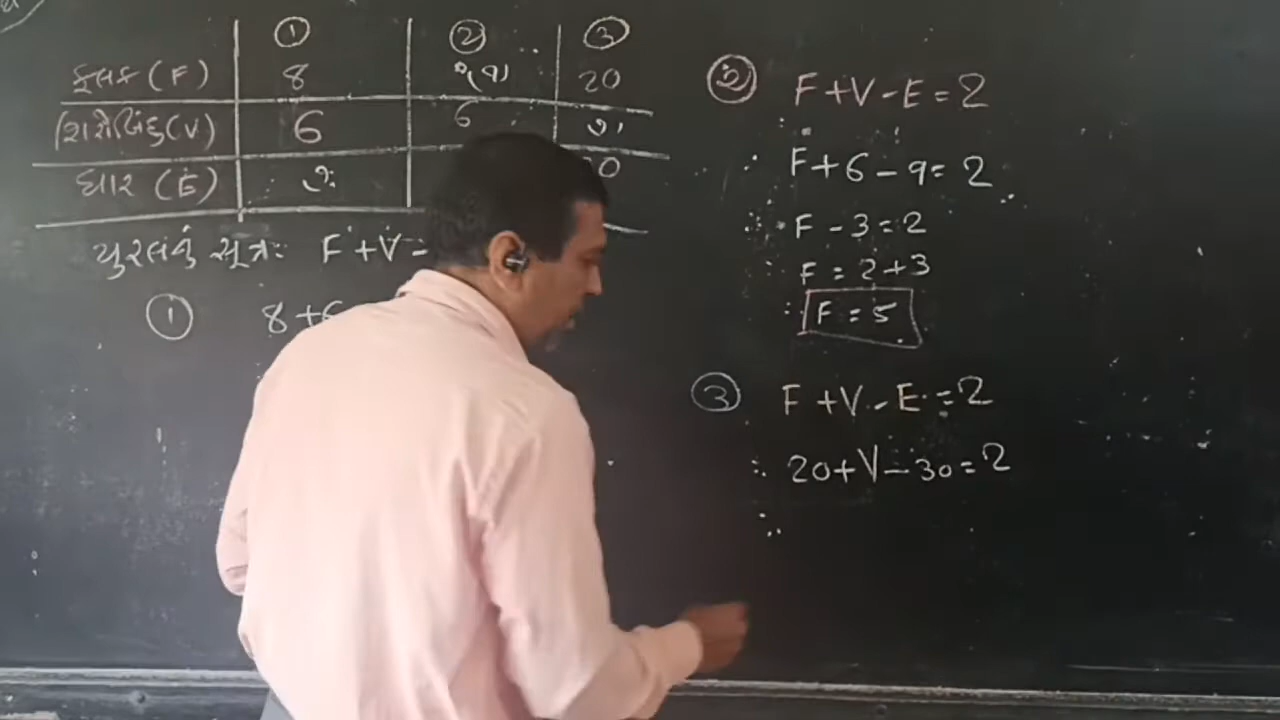 ① ② ③
ફલક (F) 8 20
શિરોબિંદુ (V) 6 6
ધાર (E)
યુલરનું સૂત્ર: F + V -
① 8 + 6
② F + V - E = 2
∴ F + 6 - 9 = 2
∴ F - 3 = 2
∴ F = 2 + 3
∴ F = 5
③ F + V - E = 2
∴ 20 + V - 30 = 2
∴